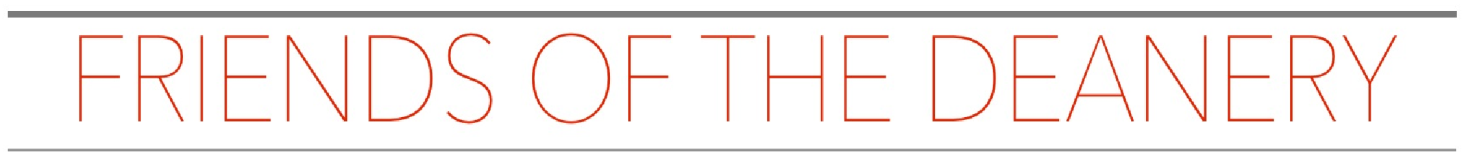 FRIENDS OF THE DEANERY